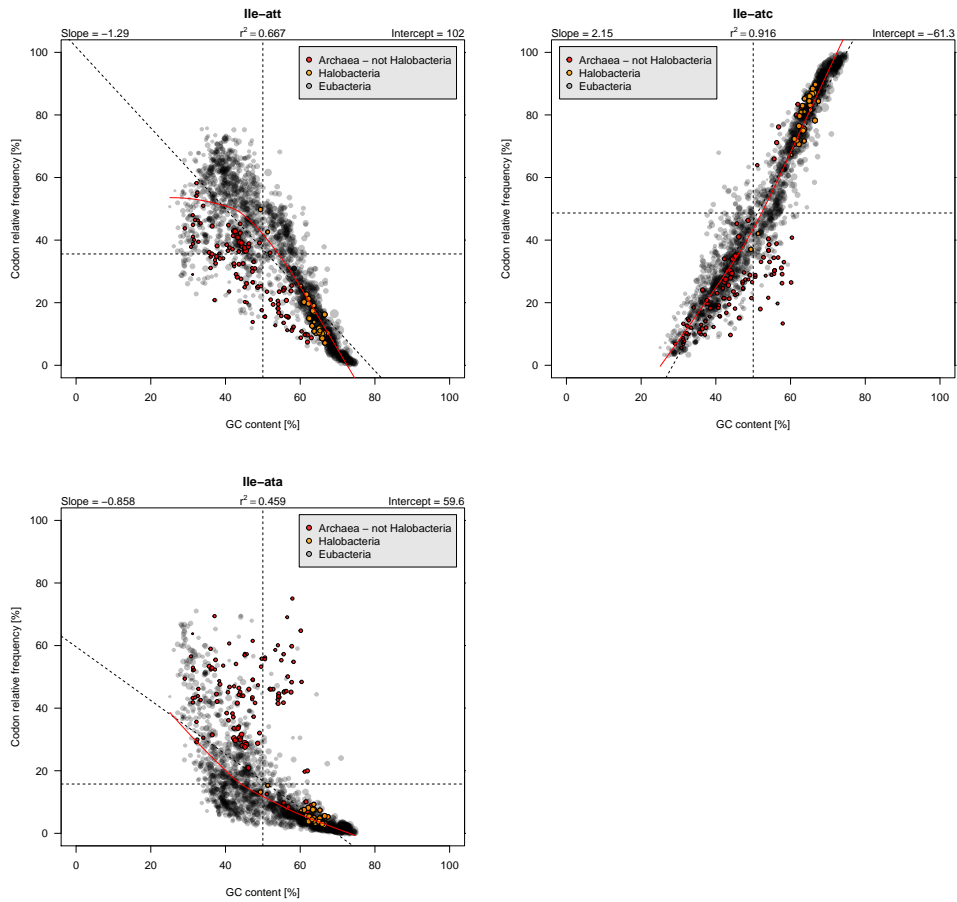 Ile−att
Slope = −1.29 r² = 0.667 Intercept = 102
Archaea − not Halobacteria
Halobacteria
Eubacteria
100
80
60
40
20
0
Codon relative frequency [%]
0 20 40 60 80 100
GC content [%]
Ile−atc
Slope = 2.15 r² = 0.916 Intercept = −61.3
Archaea − not Halobacteria
Halobacteria
Eubacteria
100
80
60
40
20
0
Codon relative frequency [%]
0 20 40 60 80 100
GC content [%]
Ile−ata
Slope = −0.858 r² = 0.459 Intercept = 59.6
Archaea − not Halobacteria
Halobacteria
Eubacteria
100
80
60
40
20
0
Codon relative frequency [%]
0 20 40 60 80 100
GC content [%]